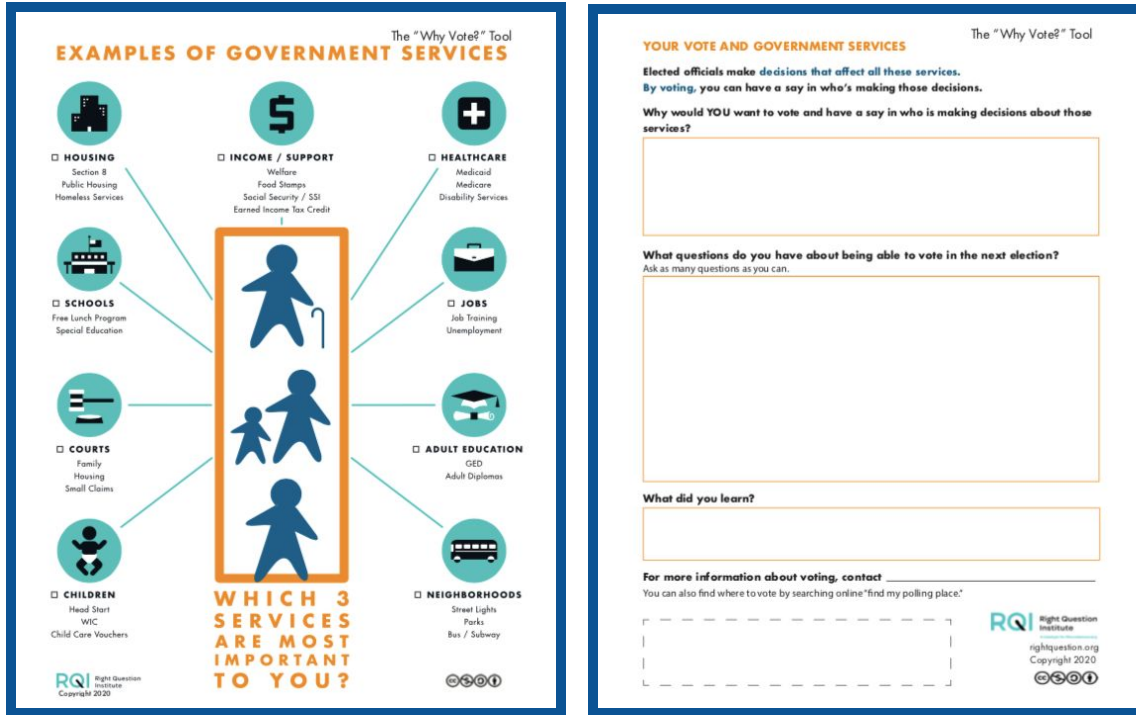 The "Why Vote?" Tool
EXAMPLES OF GOVERNMENT SERVICES
HOUSING
Section 8
Public Housing
Homeless Services
INCOME / SUPPORT
Welfare
Food Stamps
Social Security / SSI
Earned Income Tax Credit
HEALTHCARE
Medicaid
Medicare
Disability Services
SCHOOLS
Free Lunch Program
Special Education
JOBS
Job Training
Unemployment
COURTS
Family
Housing
Small Claims
ADULT EDUCATION
GED
Adult Diplomas
CHILDREN
Head Start
WIC
Child Care Vouchers
NEIGHBORHOODS
Street Lights
Parks
Bus / Subway
WHICH 3
SERVICES
ARE MOST
IMPORTANT
TO YOU?
RQI Right Question
Institute
Copyright 2020
The "Why Vote?" Tool
YOUR VOTE AND GOVERNMENT SERVICES
Elected officials make decisions that affect all these services.
By voting, you can have a say in who's making those decisions.
Why would YOU want to vote and have a say in who is making decisions about those
services?
What questions do you have about being able to vote in the next election?
Ask as many questions as you can.
What did you learn?
For more information about voting, contact
You can also find where to vote by searching online "find my polling place."
RQI Right Question
Institute
rightquestion.org
Copyright 2020